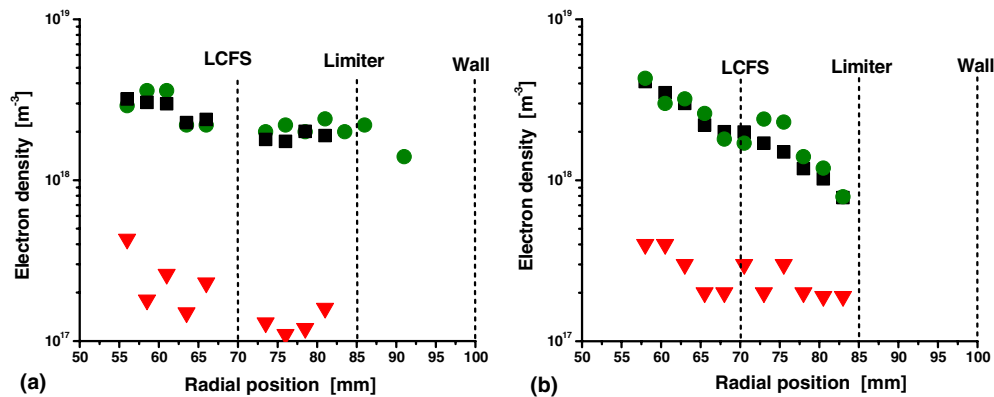 10^19
10^18
10^17
Electron density [m^-3]
LCFS
Limiter
Wall
50 55 60 65 70 75 80 85 90 95 100
Radial position [mm]
(a)
10^19
10^18
10^17
Electron density [m^-3]
LCFS
Limiter
Wall
50 55 60 65 70 75 80 85 90 95 100
Radial position [mm]
(b)